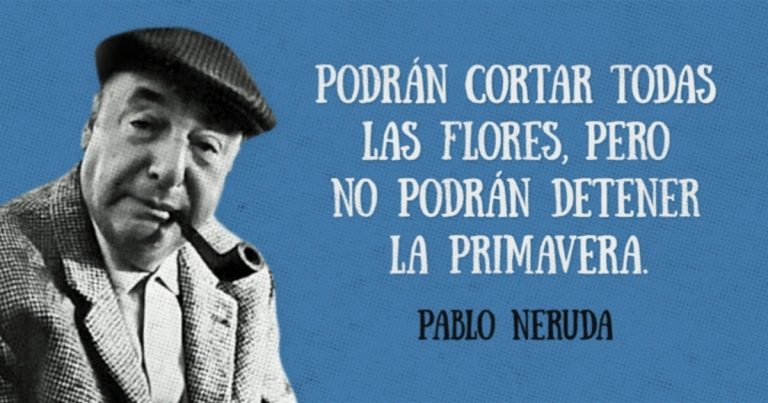 PODRÁN CORTAR TODAS
LAS FLORES, PERO
NO PODRÁN DETENER
LA PRIMAVERA.
PABLO NERUDA